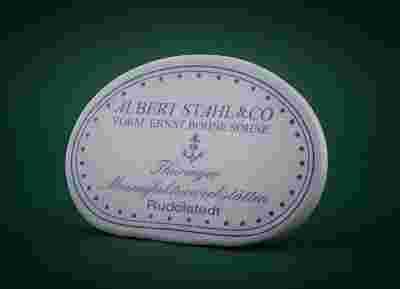 ALBERT STAHL & CO
VORM. ERNST BOHNE SÖHNE
Thüringer
Manufakturwerkstätten
Rudolstadt